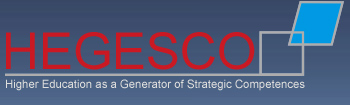 HEGESCO
Higher Education as a Generator of Strategic Competences